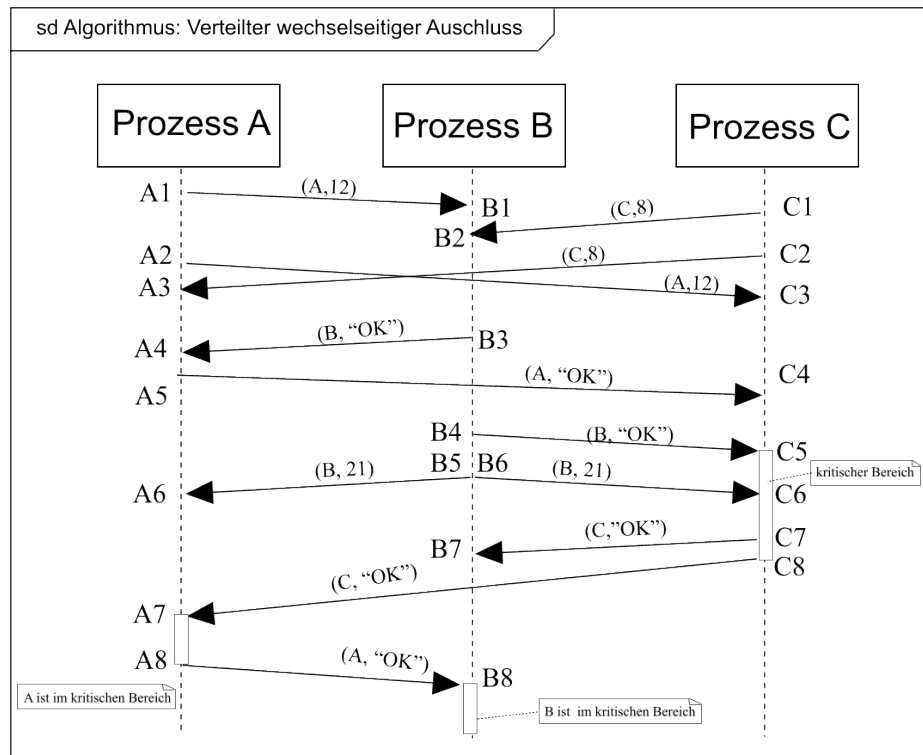 sd Algorithmus: Verteilter wechselseitiger Auschluss
Prozess A
Prozess B
Prozess C
A1
(A,12)
B1
(C,8)
C1
B2
A2
(C,8)
C2
A3
(A,12)
C3
(B, “OK”)
B3
A4
A5
(A, “OK”)
C4
B4
(B, “OK”)
C5
B5
B6
(B, 21)
(B, 21)
kritischer Bereich
A6
C6
B7
(C,”OK”)
C7
(C, “OK”)
C8
A7
A8
(A, “OK”)
B8
A ist im kritischen Bereich
B ist im kritischen Bereich